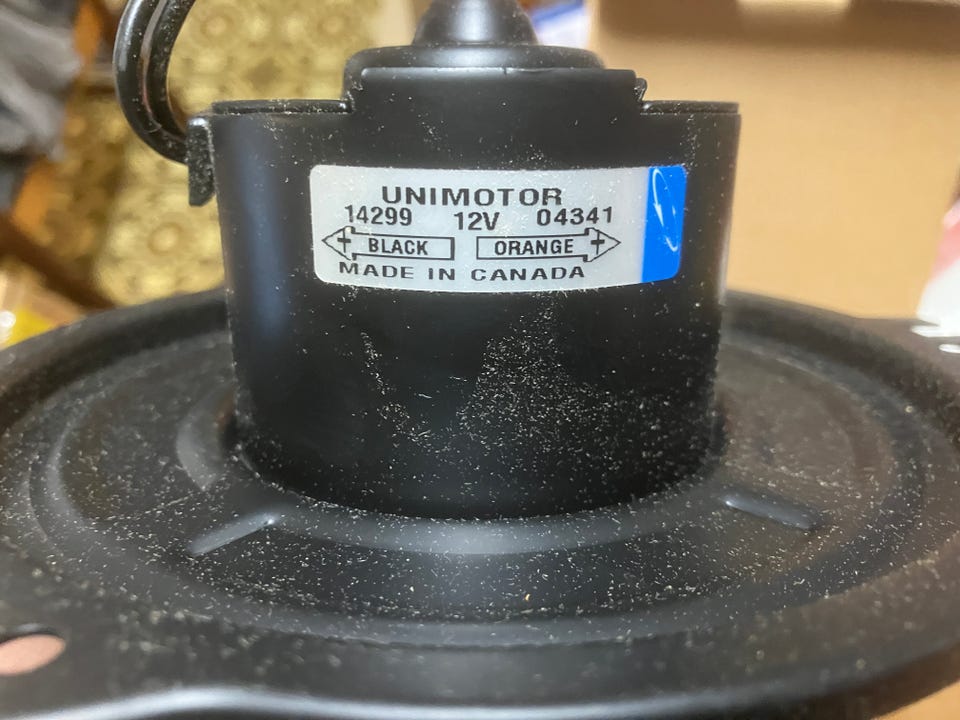 UNIMOTOR
14299 12V 04341
+ BLACK ORANGE +
MADE IN CANADA